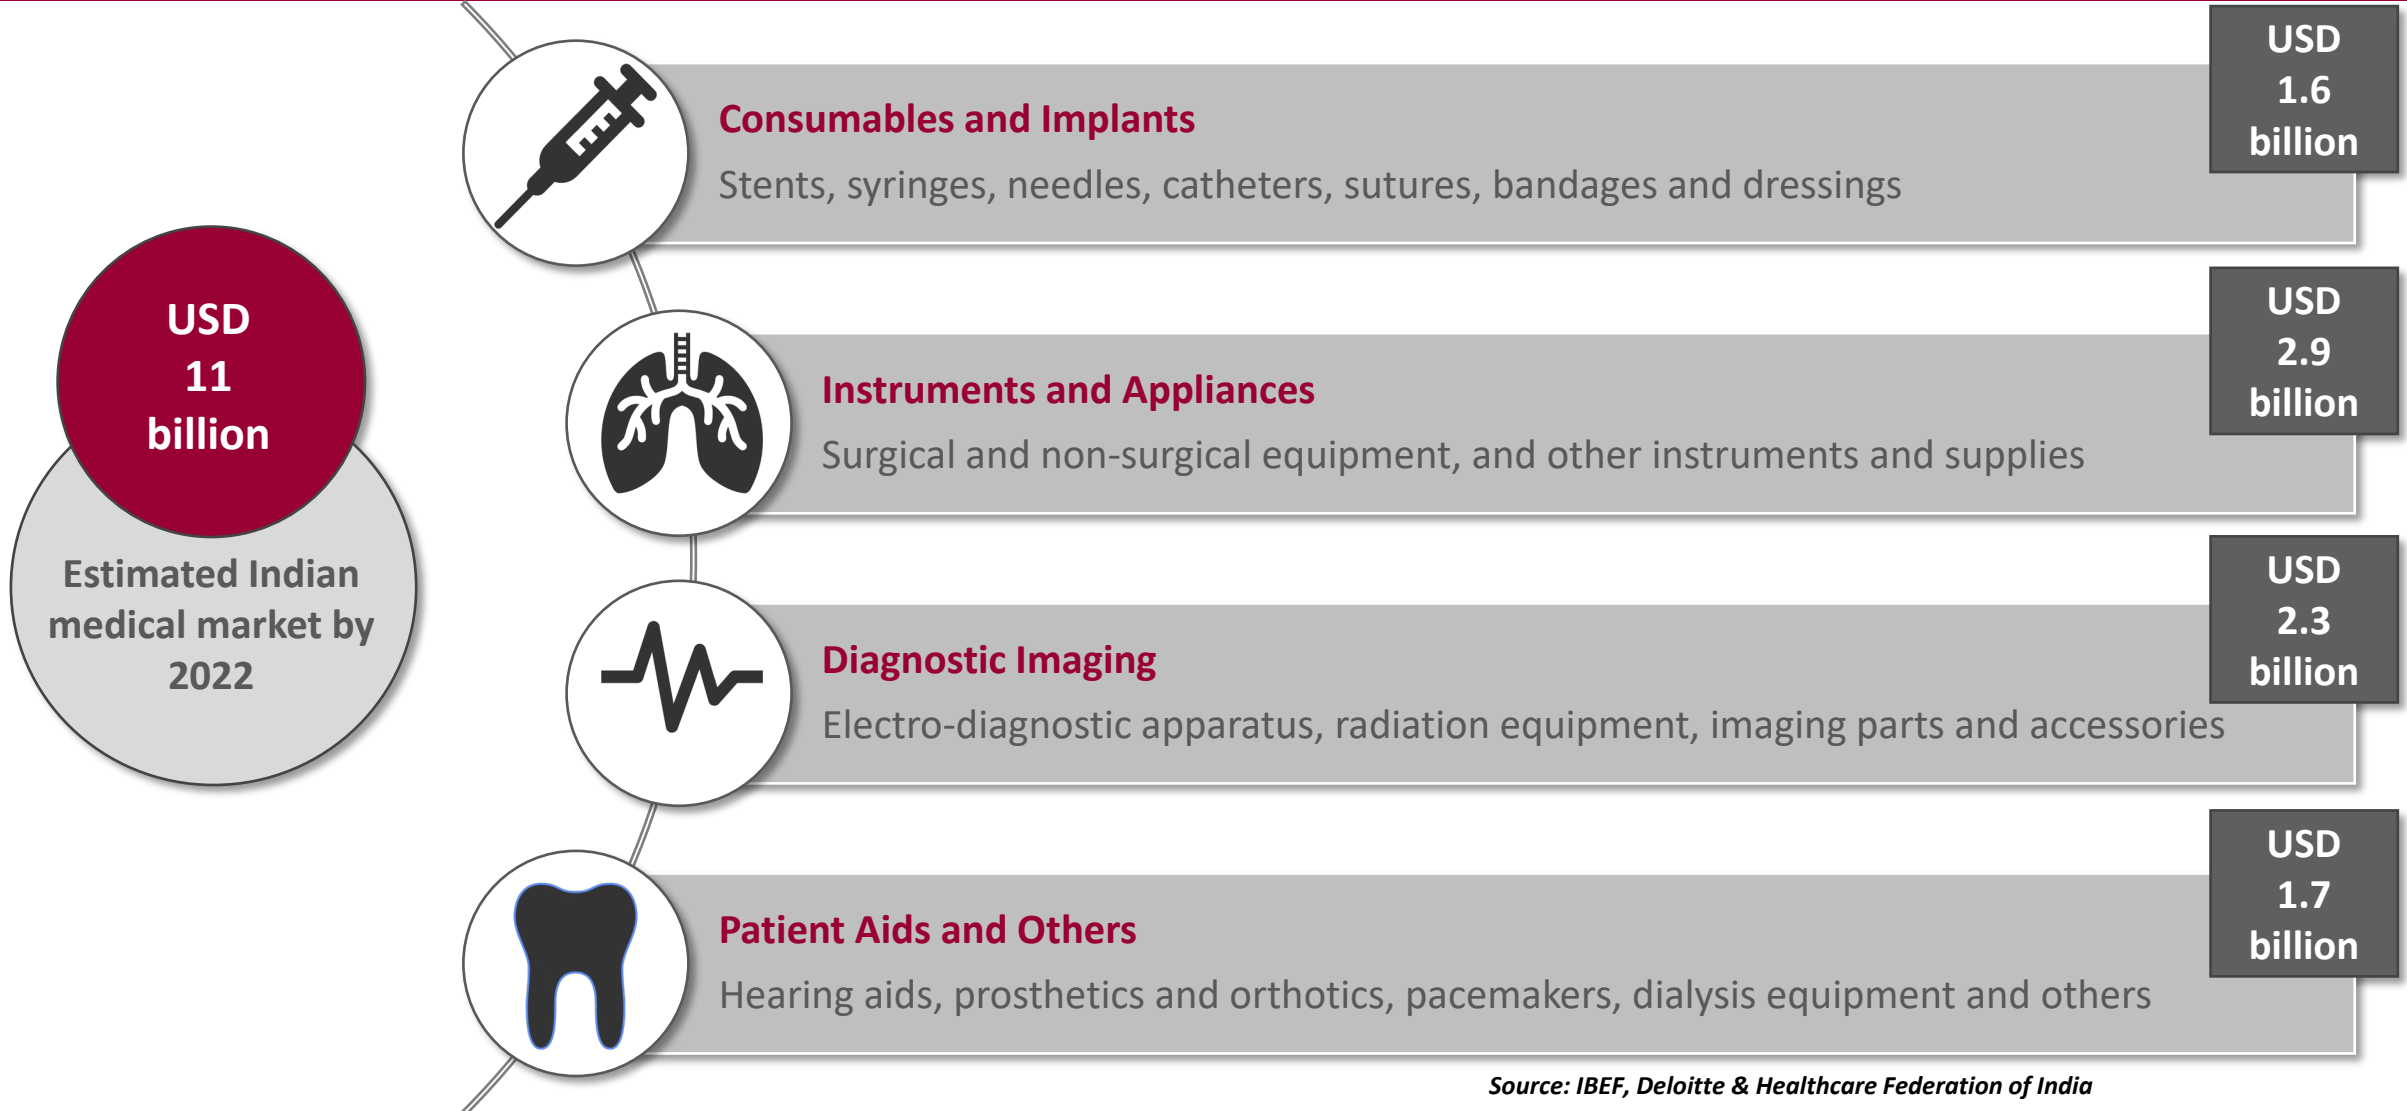 USD
11
billion
Estimated Indian
medical market by
2022
Consumables and Implants
Stents, syringes, needles, catheters, sutures, bandages and dressings
USD
1.6
billion
Instruments and Appliances
Surgical and non-surgical equipment, and other instruments and supplies
USD
2.9
billion
Diagnostic Imaging
Electro-diagnostic apparatus, radiation equipment, imaging parts and accessories
USD
2.3
billion
Patient Aids and Others
Hearing aids, prosthetics and orthotics, pacemakers, dialysis equipment and others
USD
1.7
billion
Source: IBEF, Deloitte & Healthcare Federation of India